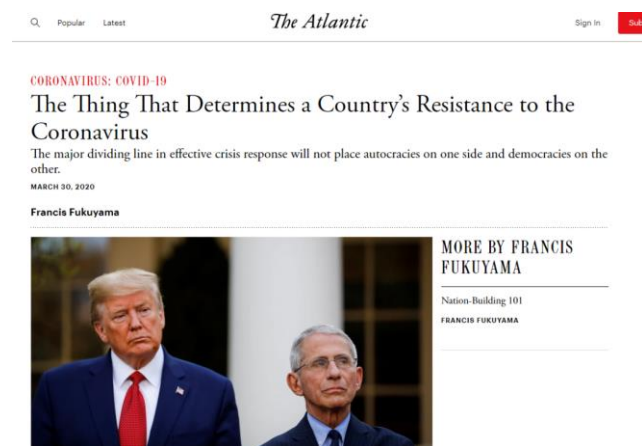 Popular Latest The Atlantic Sign In Sub
CORONAVIRUS: COVID-19
The Thing That Determines a Country's Resistance to the
Coronavirus
The major dividing line in effective crisis response will not place autocracies on one side and democracies on the
other.
MARCH 30, 2020
Francis Fukuyama
MORE BY FRANCIS
FUKUYAMA
Nation-Building 101
FRANCIS FUKUYAMA